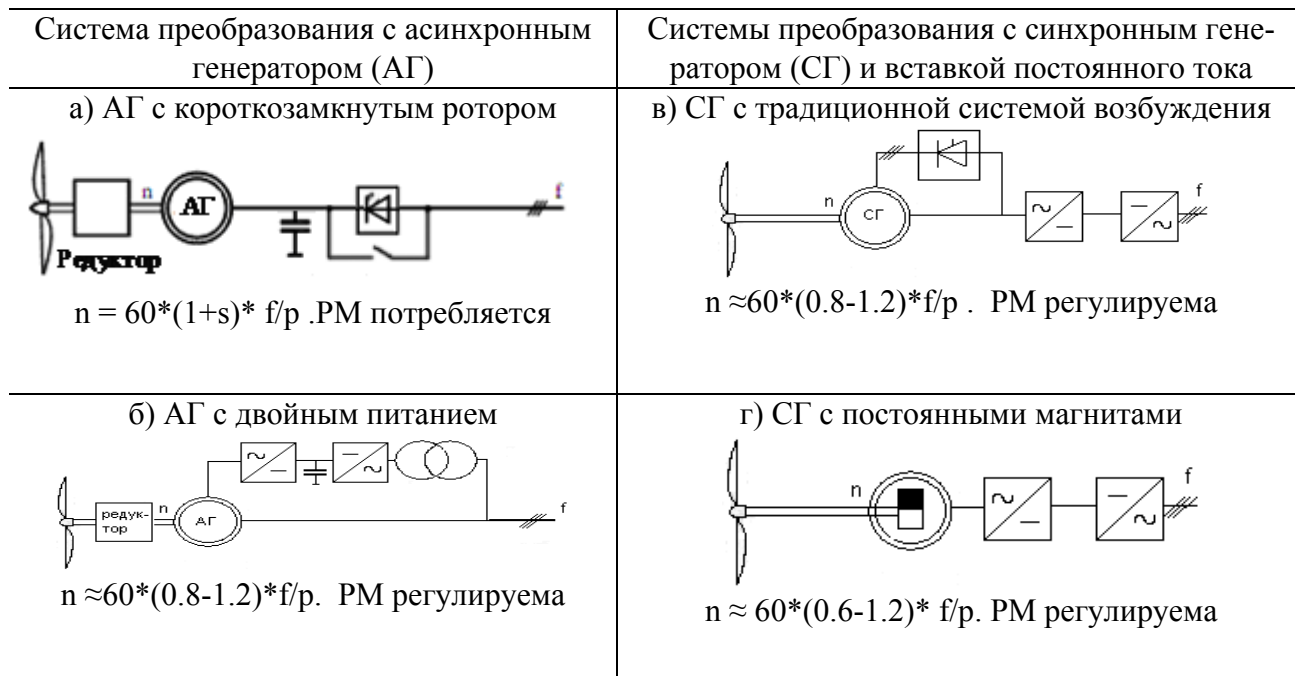 Система преобразования с асинхронным
генератором (АГ)
Системы преобразования с синхронным гене-
ратором (СГ) и вставкой постоянного тока
а) АГ с короткозамкнутым ротором
n
АГ
f
Редуктор
n = 60*(1+s)* f/p .РМ потребляется
в) СГ с традиционной системой возбуждения
n
СГ
f
n ≈60*(0.8-1.2)*f/p .  РМ регулируема
б) АГ с двойным питанием
редук-
тор
n
АГ
f
n ≈60*(0.8-1.2)*f/p.  РМ регулируема
г) СГ с постоянными магнитами
n
f
n ≈ 60*(0.6-1.2)* f/p. РМ регулируема